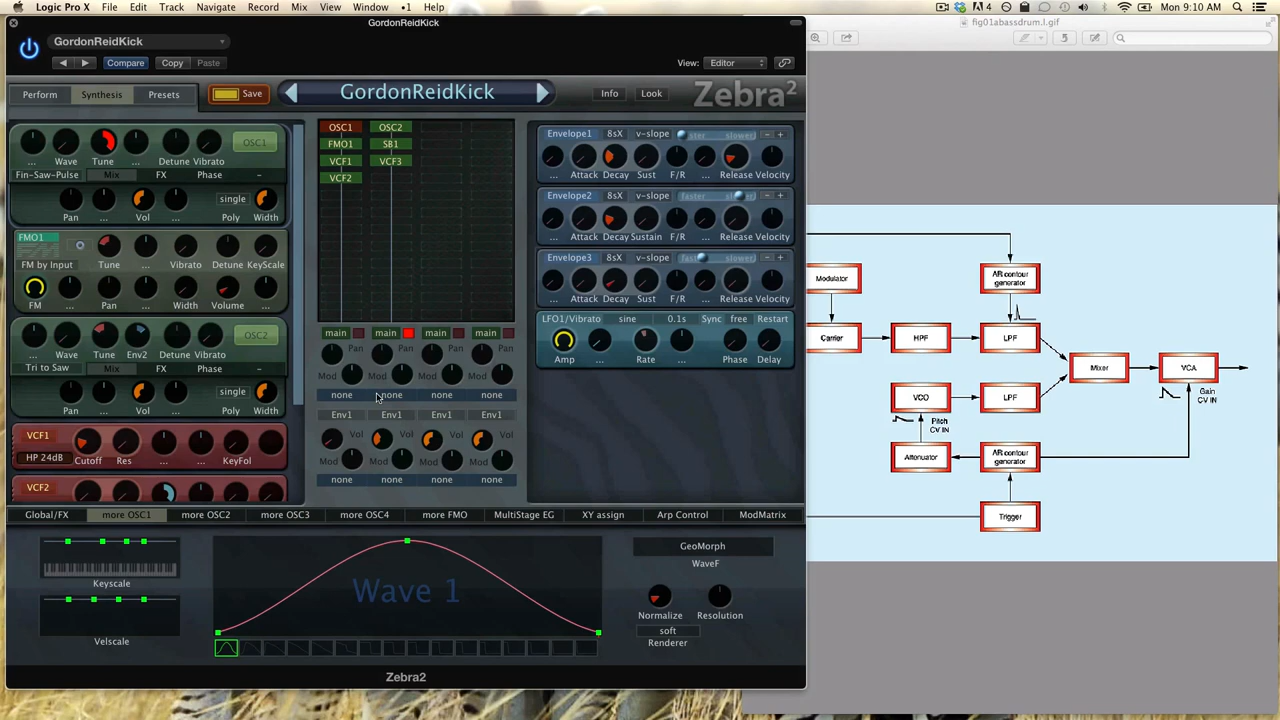 Logic Pro X File Edit Track Navigate Record Mix View Window 1 Help 4 Mon 9:10 AM
GordonReidKick
fig01abassdrum.l.gif
GordonReidKick
Compare Copy Paste View: Editor
Perform Synthesis Presets Save GordonReidKick Info Look Zebra2
... Wave Tune ... Detune Vibrato OSC1
Fin-Saw-Pulse Mix FX Phase –
Pan ... Vol ... single Poly Width
FMO1
FM by Input Tune ... Vibrato Detune KeyScale
FM ... Pan Width Volume ...
... Wave Tune Env2 Detune Vibrato OSC2
Tri to Saw Mix FX Phase –
Pan ... Vol ... single Poly Width
VCF1
HP 24dB Cutoff Res ... ... KeyFol
VCF2
OSC1 OSC2
FMO1 SB1
VCF1 VCF3
VCF2
main main main main
Pan Pan Pan Pan
Mod Mod Mod Mod
none none none none
Env1 Env1 Env1 Env1
Vol Vol Vol Vol
Mod Mod Mod Mod
none none none none
Envelope1 8sX v-slope slower
... Attack Decay Sust F/R ... Release Velocity
Envelope2 8sX v-slope faster
... Attack Decay Sustain F/R ... Release Velocity
Envelope3 8sX v-slope slower
... Attack Decay Sust F/R ... Release Velocity
LFO1/Vibrato sine 0.1s Sync free Restart
Amp ... Rate ... Phase Delay
Modulator
AR contour generator
Carrier
HPF
LPF
Mixer
VCA
Gain CV IN
VCO
LPF
Pitch CV IN
Attenuator
AR contour generator
Trigger
Global/FX more OSC1 more OSC2 more OSC3 more OSC4 more FMO MultiStage EG XY assign Arp Control ModMatrix
Keyscale
Velscale
Wave 1
GeoMorph
WaveF
Normalize Resolution
soft
Renderer
Zebra2